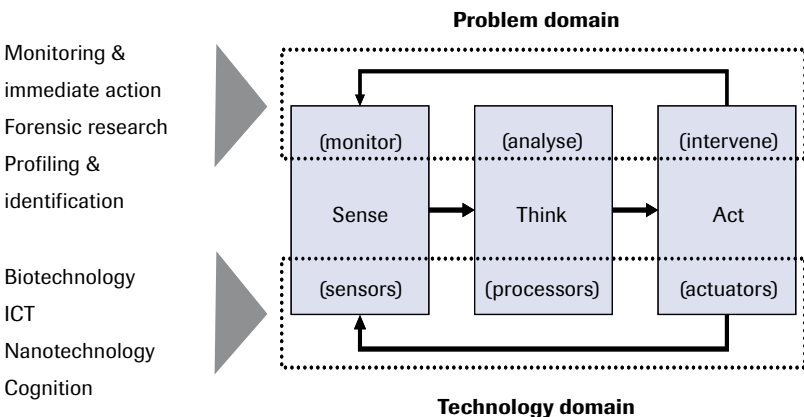 Problem domain
Monitoring &
immediate action
Forensic research
Profiling &
identification
(monitor)
(analyse)
(intervene)
Sense
Think
Act
Biotechnology
ICT
Nanotechnology
Cognition
(sensors)
(processors)
(actuators)
Technology domain